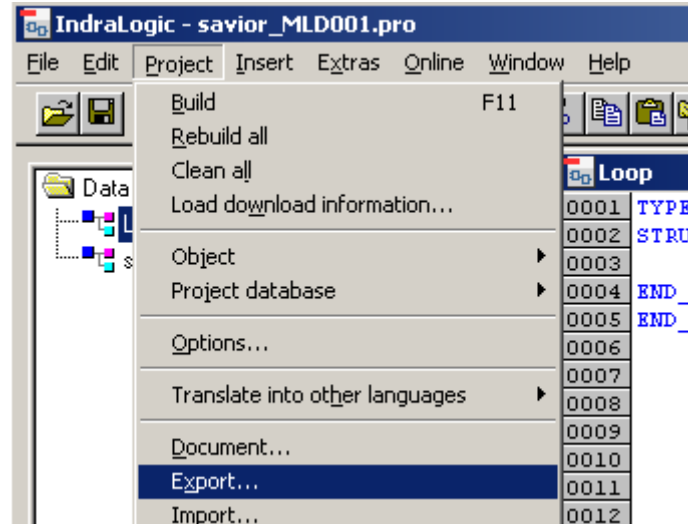 IndraLogic - savior_MLD001.pro
File Edit Project Insert Extras Online Window Help
Build F11
Rebuild all
Clean all
Load download information...
Object
Project database
Options...
Translate into other languages
Document...
Export...
Import...
Data
L
s
Loop
0001 TYPE
0002 STRU
0003
0004 END_
0005 END_
0006
0007
0008
0009
0010
0011
0012